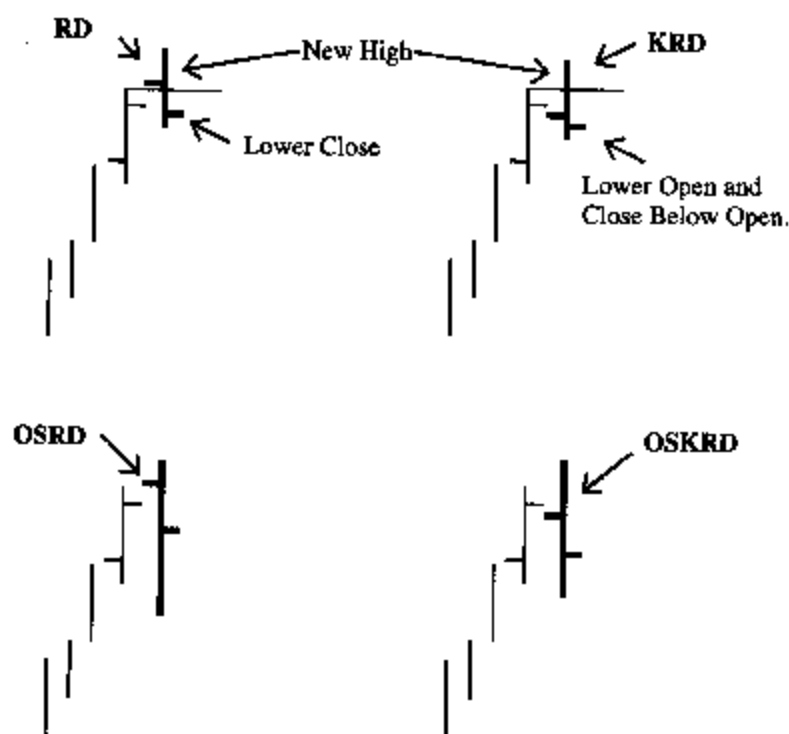 RD
New High
KRD
Lower Close
Lower Open and
Close Below Open.
OSRD
OSKRD